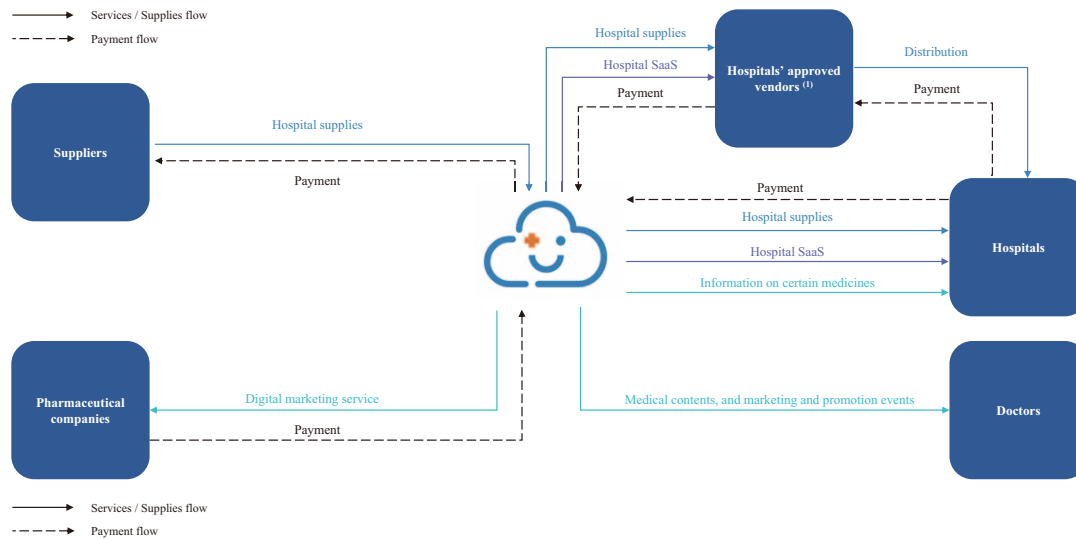 Services / Supplies flow
Payment flow
Hospital supplies
Hospital SaaS
Payment
Hospitals' approved
vendors (1)
Distribution
Payment
Suppliers
Hospital supplies
Payment
Payment
Hospital supplies
Hospital SaaS
Information on certain medicines
Hospitals
Pharmaceutical
companies
Digital marketing service
Payment
Medical contents, and marketing and promotion events
Doctors
Services / Supplies flow
Payment flow